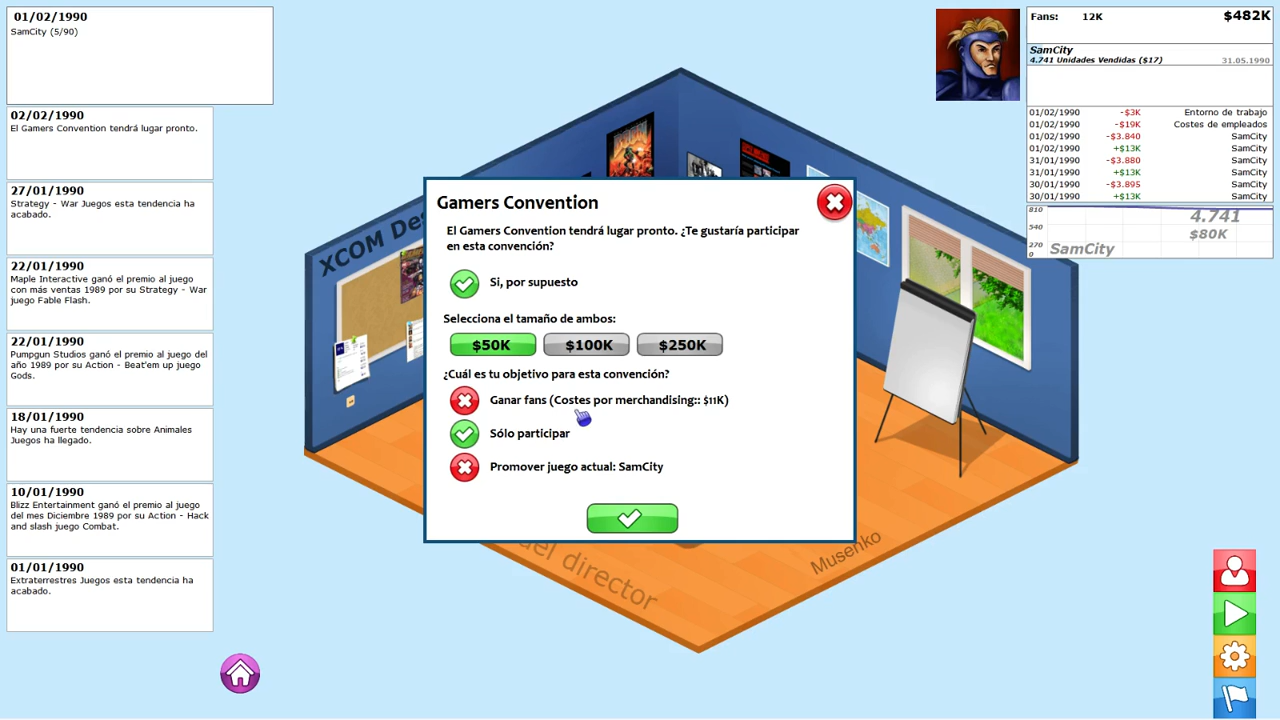 01/02/1990
SamCity (5/90)
02/02/1990
El Gamers Convention tendrá lugar pronto.
27/01/1990
Strategy - War Juegos esta tendencia ha
acabado.
22/01/1990
Maple Interactive ganó el premio al juego
con más ventas 1989 por su Strategy - War
juego Fable Flash.
22/01/1990
Pumpgun Studios ganó el premio al juego del
año 1989 por su Action - Beat'em up juego
Gods.
18/01/1990
Hay una fuerte tendencia sobre Animales
Juegos ha llegado.
10/01/1990
Blizz Entertainment ganó el premio al juego
del mes Diciembre 1989 por su Action - Hack
and slash juego Combat.
01/01/1990
Extraterrestres Juegos esta tendencia ha
acabado.
XCOM Des
DOOM
Gamers Convention
El Gamers Convention tendrá lugar pronto. ¿Te gustaría participar
en esta convención?
Si, por supuesto
Selecciona el tamaño de ambos:
$50K $100K $250K
¿Cuál es tu objetivo para esta convención?
Ganar fans (Costes por merchandising:: $11K)
Sólo participar
Promover juego actual: SamCity
del director
Musenko
Fans: 12K $482K
SamCity
4.741 Unidades Vendidas ($17) 31.05.1990
01/02/1990 -$3K Entorno de trabajo
01/02/1990 -$19K Costes de empleados
01/02/1990 -$3.840 SamCity
01/02/1990 +$13K SamCity
31/01/1990 -$3.880 SamCity
31/01/1990 +$13K SamCity
30/01/1990 -$3.895 SamCity
30/01/1990 +$13K SamCity
810
540
270
0
4.741
$80K
SamCity